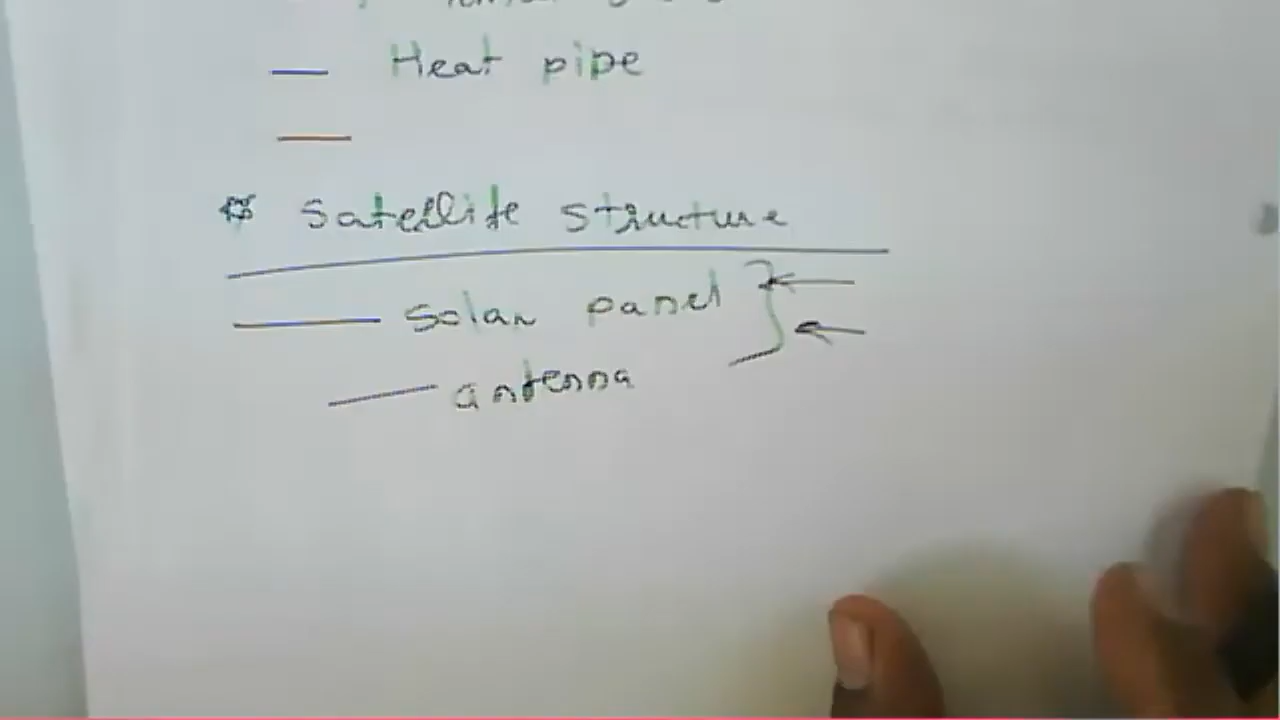 Heat pipe
Satellite structure
solar panel
antenna